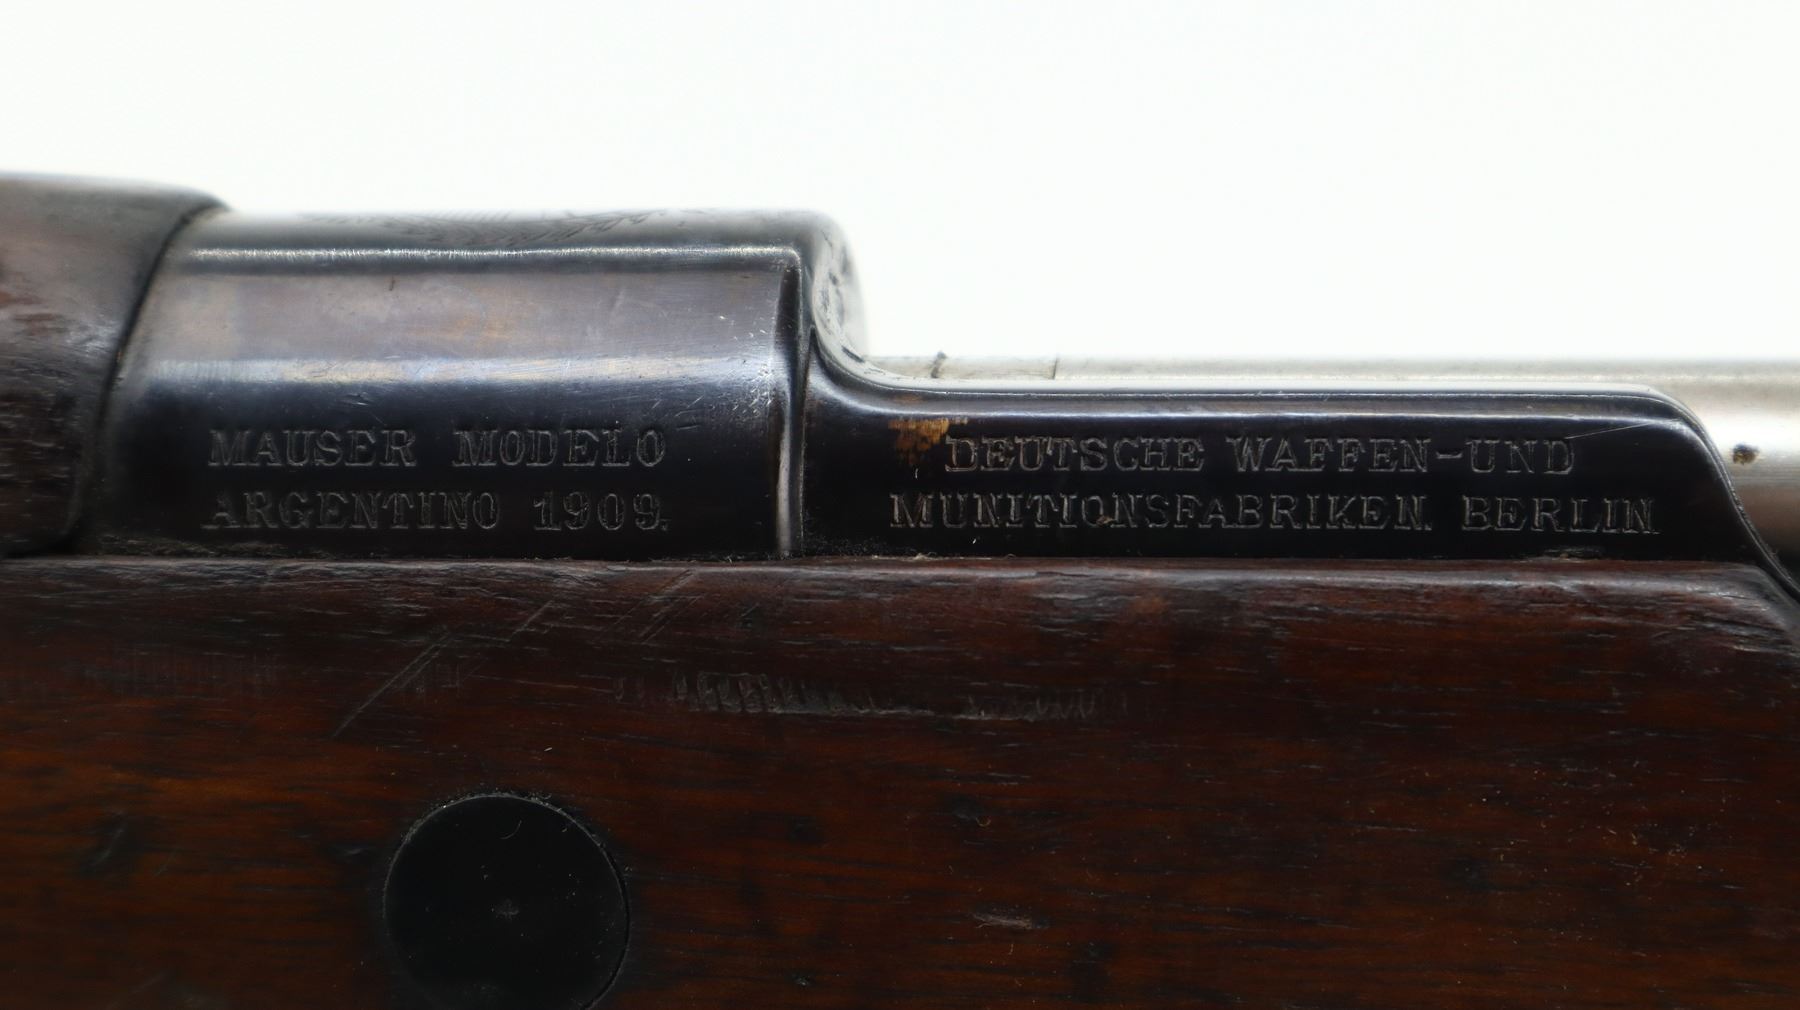 MAUSER MODELO
ARGENTINO 1909.
DEUTSCHE WAFFEN-UND
MUNITIONSFABRIKEN. BERLIN